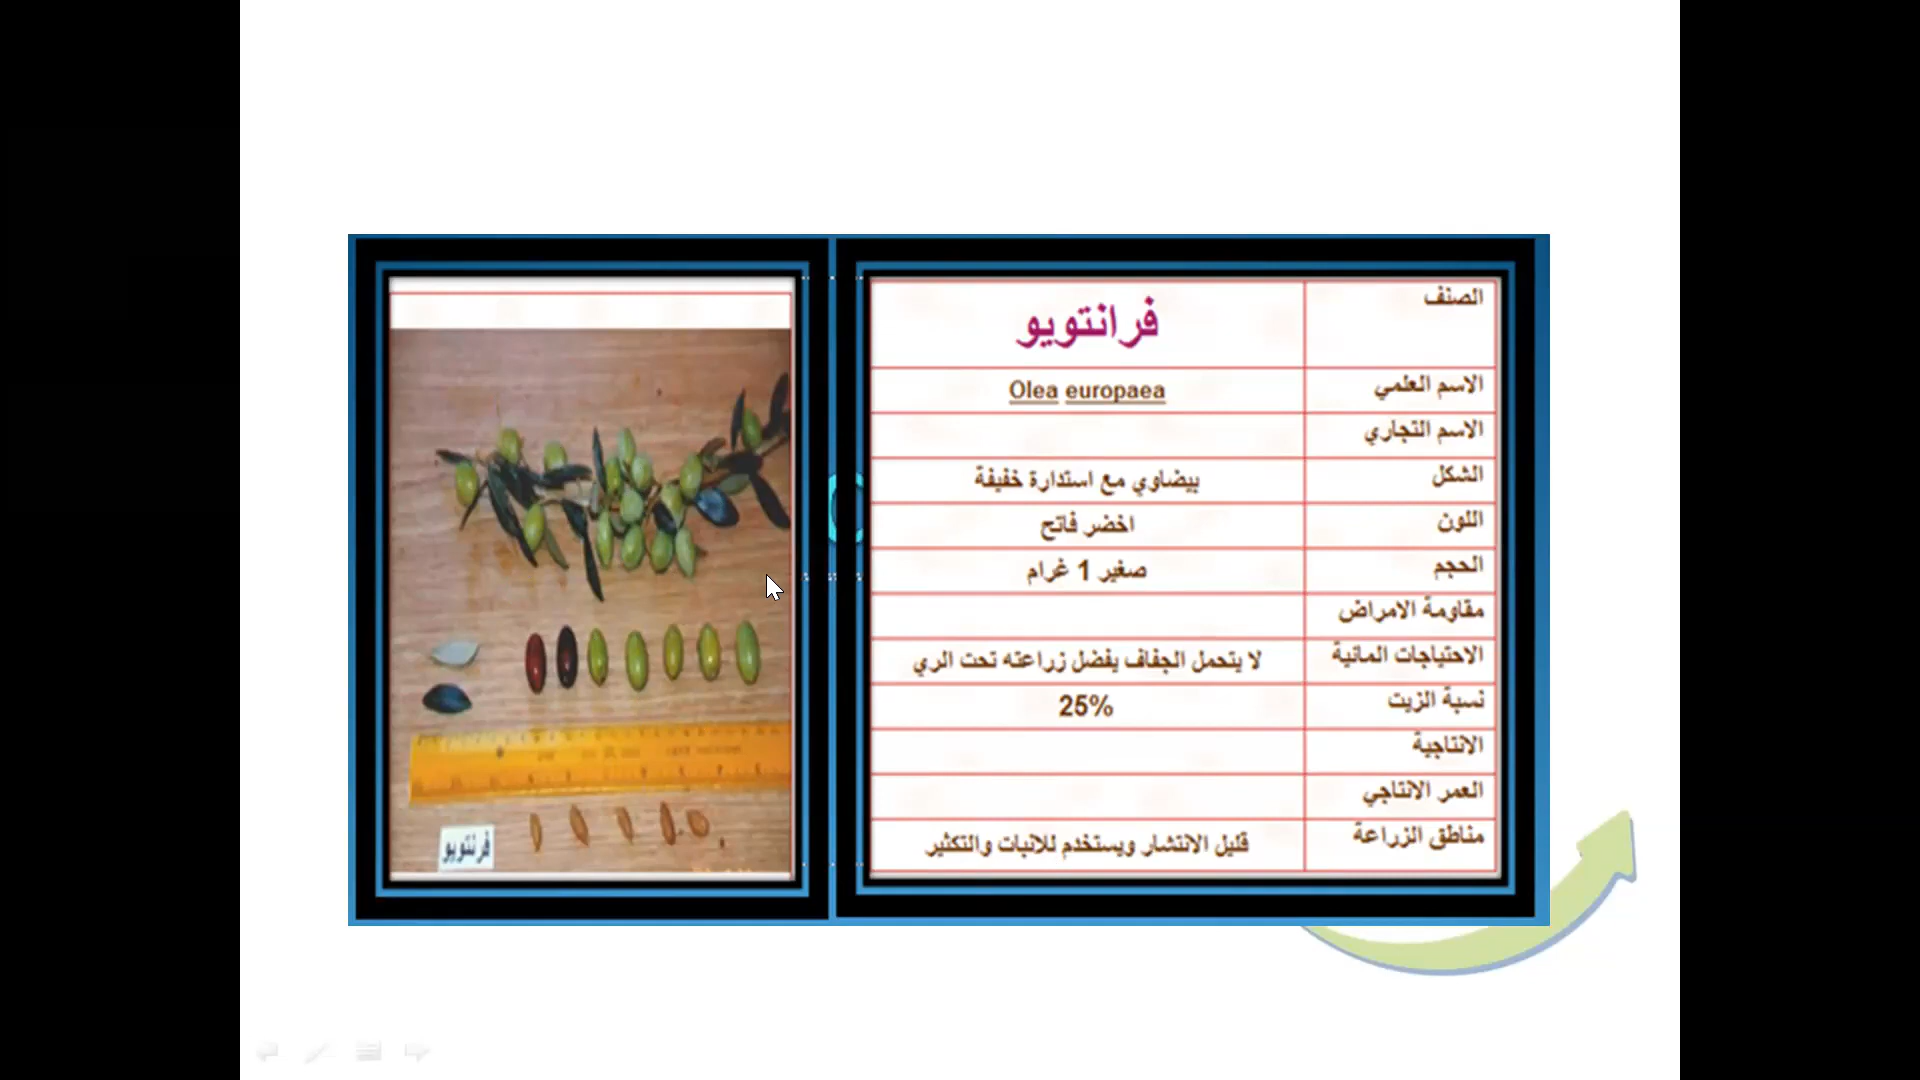 الصنف فرانتويو
الاسم العلمي Olea europaea
الاسم التجاري
الشكل بيضاوي مع استدارة خفيفة
اللون اخضر فاتح
الحجم صغير 1 غرام
مقاومة الامراض
الاحتياجات المائية لا يتحمل الجفاف يفضل زراعته تحت الري
نسبة الزيت 25%
الانتاجية
العمر الانتاجي
مناطق الزراعة قليل الانتشار ويستخدم للانبات والتكثير
فرنتويو